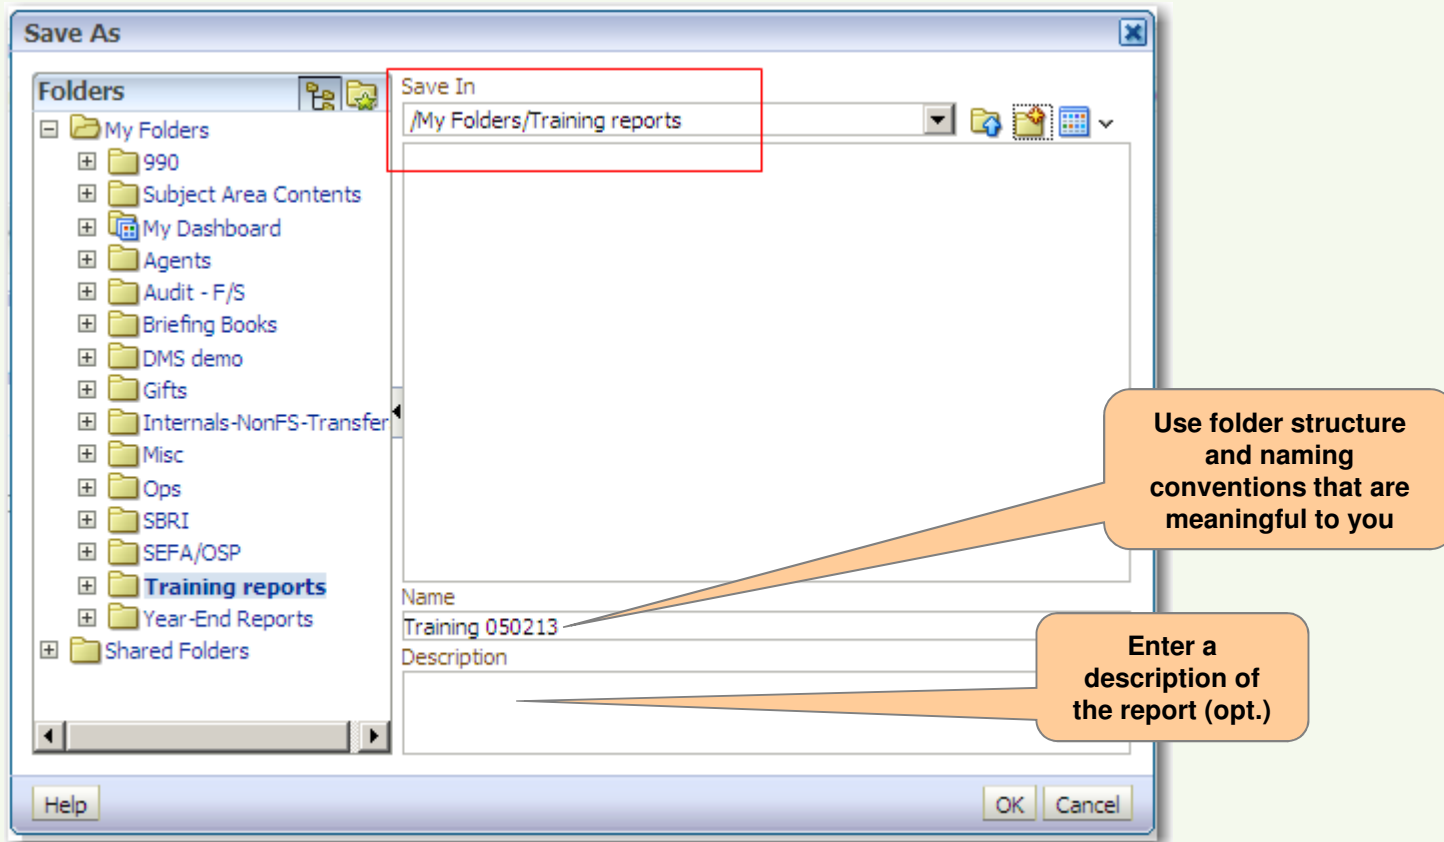 Save As
Folders
My Folders
990
Subject Area Contents
My Dashboard
Agents
Audit - F/S
Briefing Books
DMS demo
Gifts
Internals-NonFS-Transfer
Misc
Ops
SBRI
SEFA/OSP
Training reports
Year-End Reports
Shared Folders
Save In
/My Folders/Training reports
Name
Training 050213
Description
Use folder structure
and naming
conventions that are
meaningful to you
Enter a
description of
the report (opt.)
Help
OK
Cancel